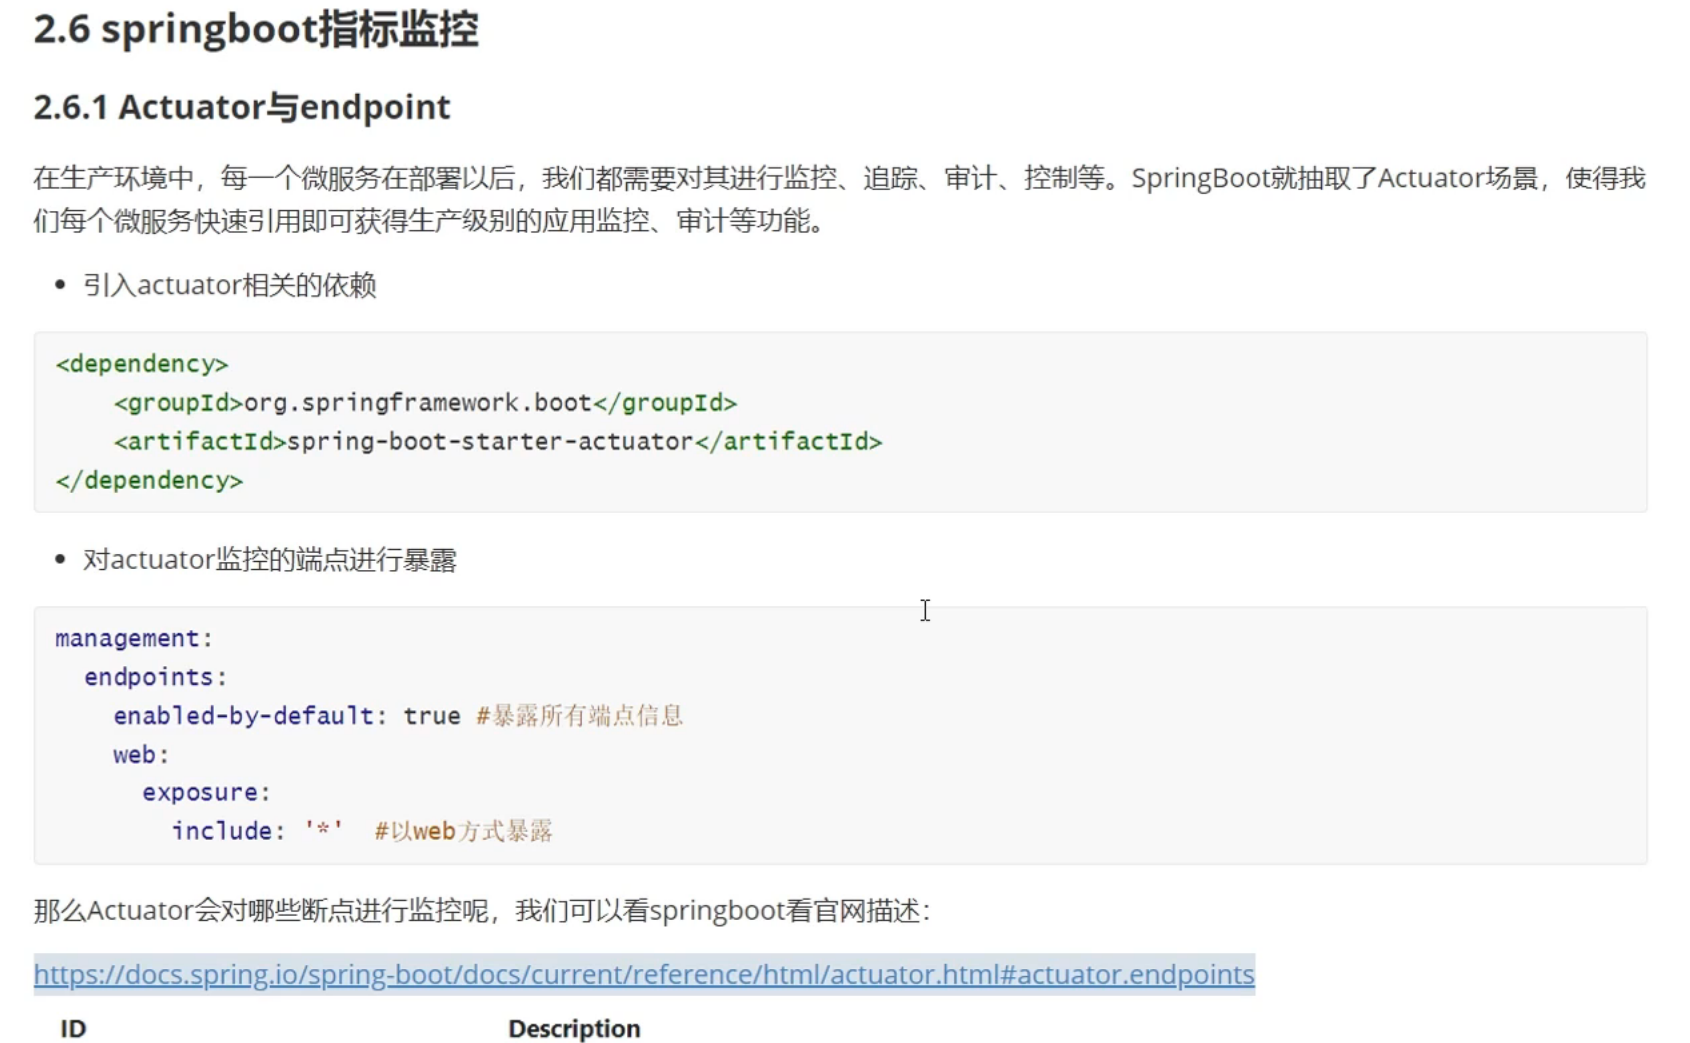 2.6 springboot指标监控
2.6.1 Actuator与endpoint
在生产环境中，每一个微服务在部署以后，我们都需要对其进行监控、追踪、审计、控制等。SpringBoot就抽取了Actuator场景，使得我
们每个微服务快速引用即可获得生产级别的应用监控、审计等功能。
• 引入actuator相关的依赖
<dependency>
    <groupId>org.springframework.boot</groupId>
    <artifactId>spring-boot-starter-actuator</artifactId>
</dependency>
• 对actuator监控的端点进行暴露
management:
  endpoints:
    enabled-by-default: true #暴露所有端点信息
    web:
      exposure:
        include: '*'  #以web方式暴露
那么Actuator会对哪些断点进行监控呢，我们可以看springboot看官网描述：
https://docs.spring.io/spring-boot/docs/current/reference/html/actuator.html#actuator.endpoints
ID Description